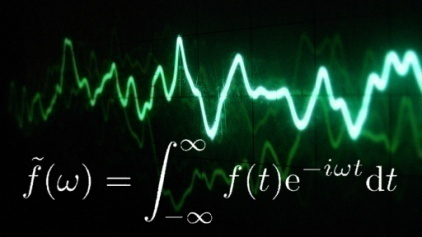 f̃(ω) = ∫_{-∞}^{∞} f(t)e^{-iωt}dt